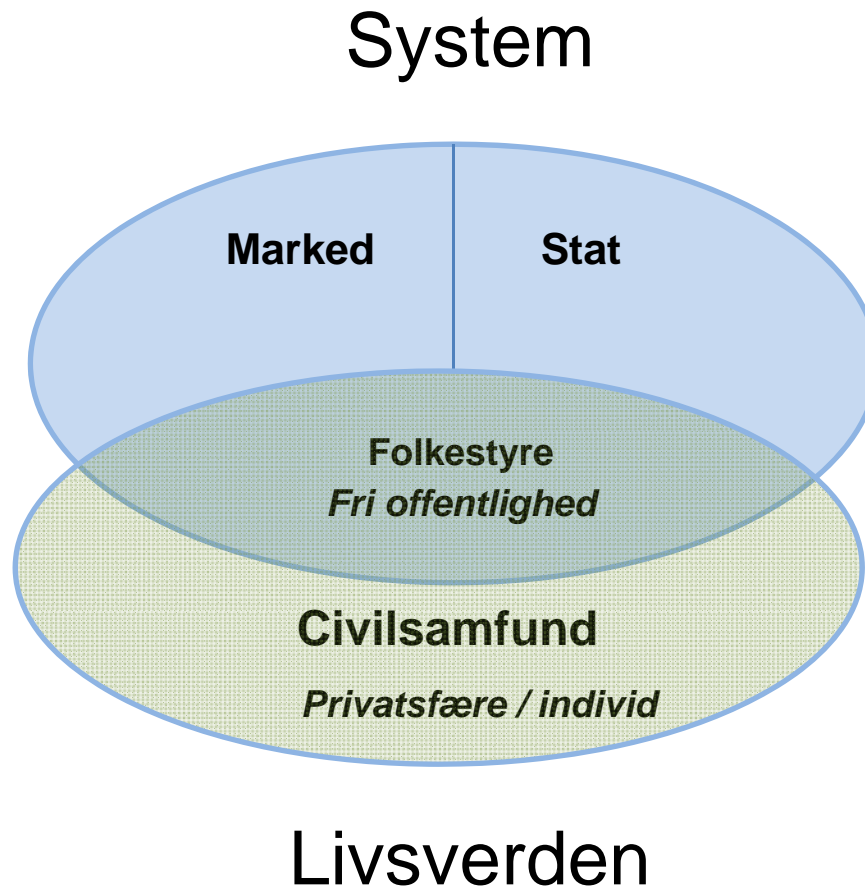 System
Marked Stat
Folkestyre
Fri offentlighed
Civilsamfund
Privatsfære / individ
Livsverden